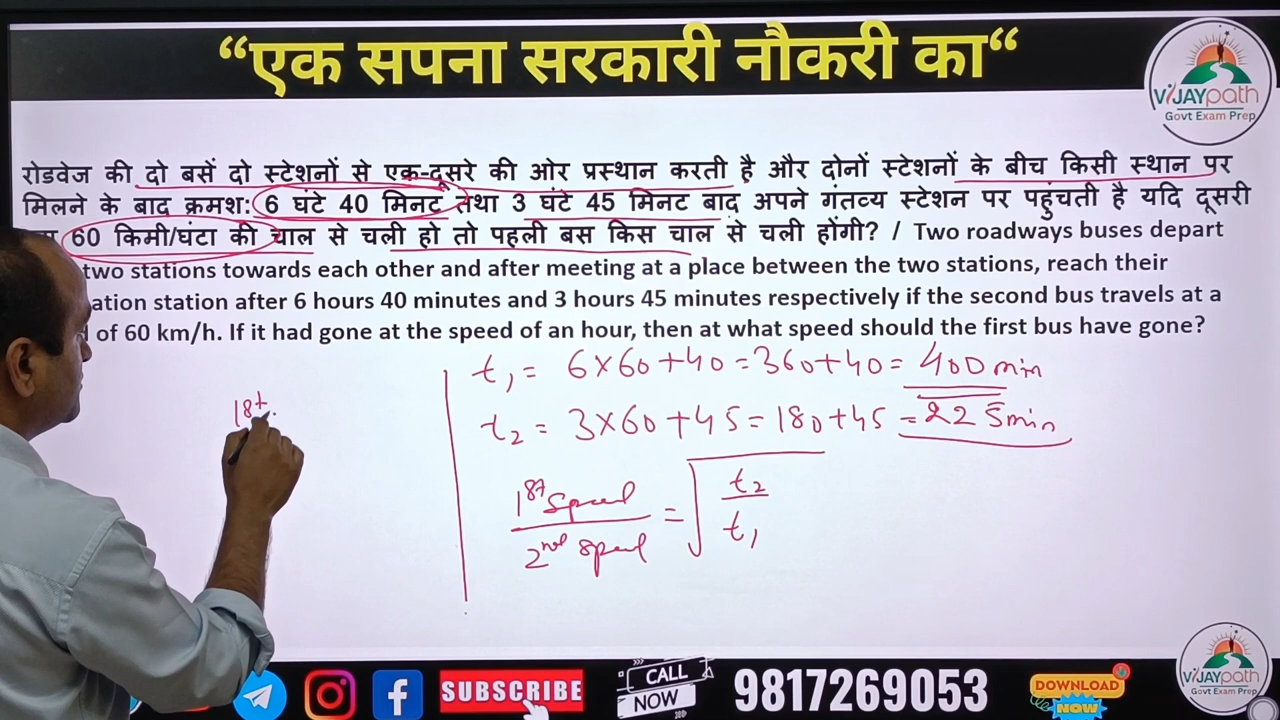 “एक सपना सरकारी नौकरी का“
VIJAYpath
Govt Exam Prep
रोडवेज की दो बसें दो स्टेशनों से एक-दूसरे की ओर प्रस्थान करती है और दोनों स्टेशनों के बीच किसी स्थान पर
मिलने के बाद क्रमश: 6 घंटे 40 मिनट तथा 3 घंटे 45 मिनट बाद अपने गंतव्य स्टेशन पर पहुंचती है यदि दूसरी
60 किमी/घंटा की चाल से चली हो तो पहली बस किस चाल से चली होंगी? / Two roadways buses depart
two stations towards each other and after meeting at a place between the two stations, reach their
station after 6 hours 40 minutes and 3 hours 45 minutes respectively if the second bus travels at a
of 60 km/h. If it had gone at the speed of an hour, then at what speed should the first bus have gone?
t₁ = 6×60+40 = 360+40 = 400 min
t₂ = 3×60+45 = 180+45 = 225 min
1st speed / 2nd speed = √(t₂ / t₁)
1st
SUBSCRIBE
CALL
NOW
9817269053
DOWNLOAD
NOW
VIJAYpath
Govt Exam Prep